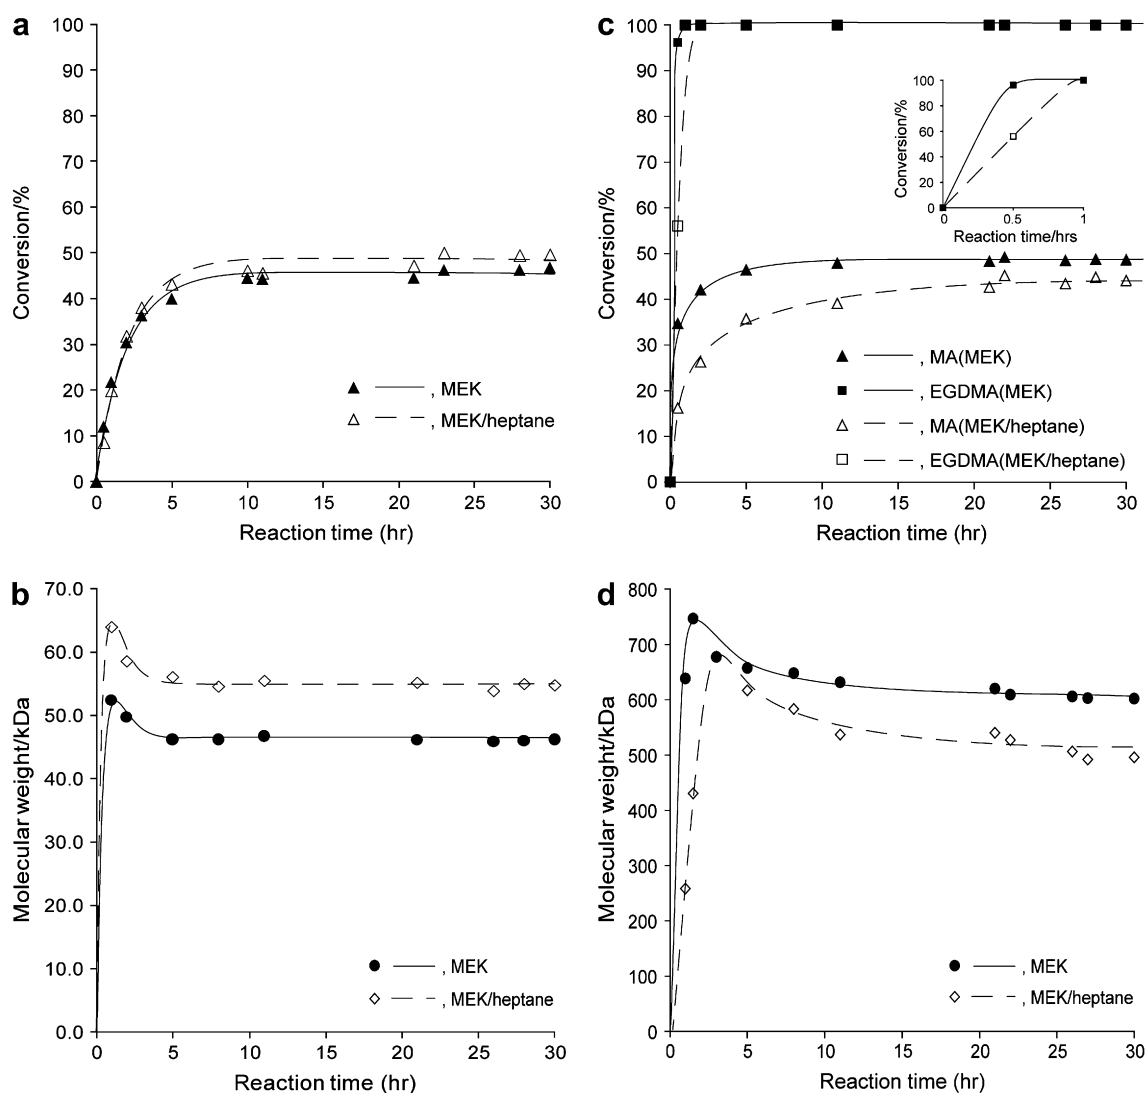 a
100
90
80
70
60
50
40
30
20
10
0
Conversion/%
, MEK
, MEK/heptane
0 5 10 15 20 25 30
Reaction time (hr)
c
100
90
80
70
60
50
40
30
20
10
0
Conversion/%
100
80
60
40
20
0
Conversion/%
0 0.5 1
Reaction time/hrs
, MA(MEK)
, EGDMA(MEK)
, MA(MEK/heptane)
, EGDMA(MEK/heptane)
0 5 10 15 20 25 30
Reaction time (hr)
b
70.0
60.0
50.0
40.0
30.0
20.0
10.0
0.0
Molecular weight/kDa
, MEK
, MEK/heptane
0 5 10 15 20 25 30
Reaction time (hr)
d
800
700
600
500
400
300
200
100
0
Molecular weight/kDa
, MEK
, MEK/heptane
0 5 10 15 20 25 30
Reaction time (hr)